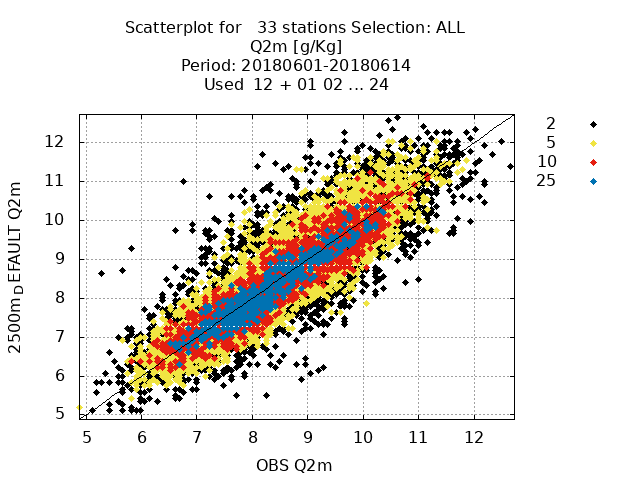 Scatterplot for   33 stations Selection: ALL
Q2m [g/Kg]
Period: 20180601-20180614
Used  12 + 01 02 ... 24
2
5
10
25
12
11
10
9
8
7
6
5
2500m_DEFAULT Q2m
5 6 7 8 9 10 11 12
OBS Q2m